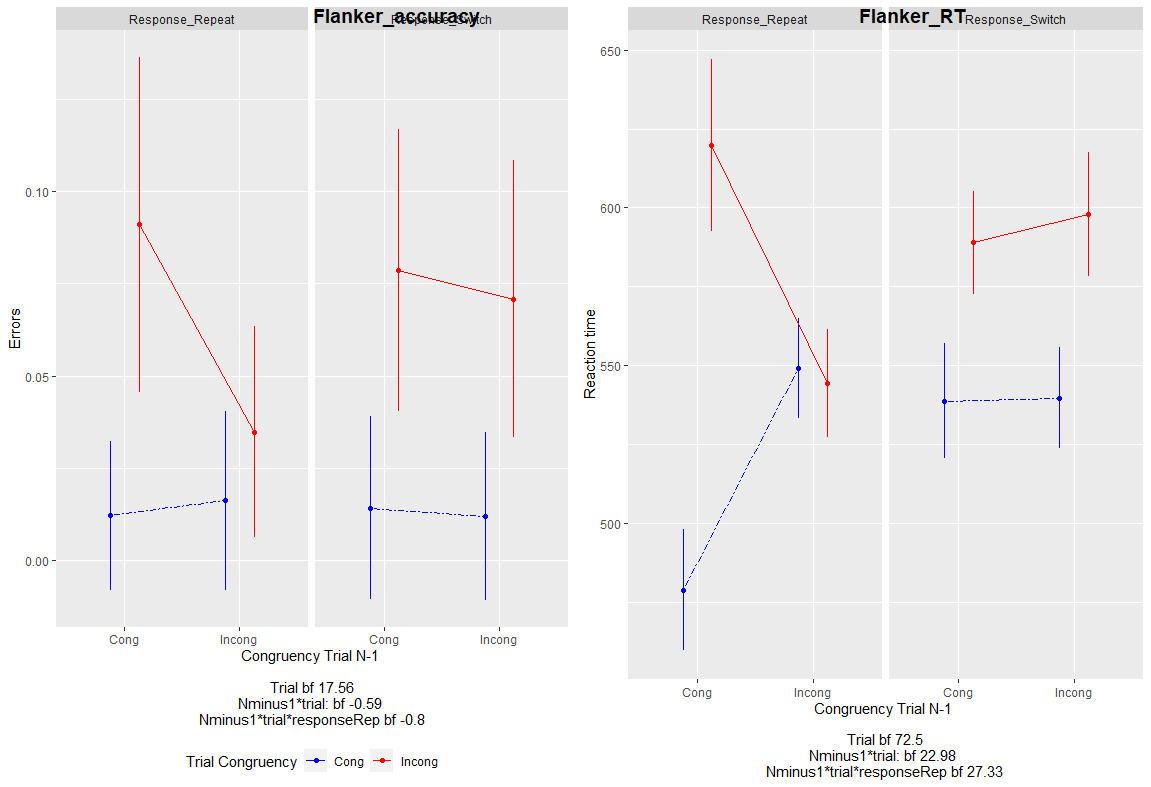 Flanker_accuracy
Response_Repeat
Response_Switch
Errors
0.10
0.05
0.00
Cong
Incong
Cong
Incong
Congruency Trial N-1
Trial bf 17.56
Nminus1*trial: bf -0.59
Nminus1*trial*responseRep bf -0.8
Trial Congruency Cong Incong
Flanker_RT
Response_Repeat
Response_Switch
Reaction time
650
600
550
500
Cong
Incong
Cong
Incong
Congruency Trial N-1
Trial bf 72.5
Nminus1*trial: bf 22.98
Nminus1*trial*responseRep bf 27.33